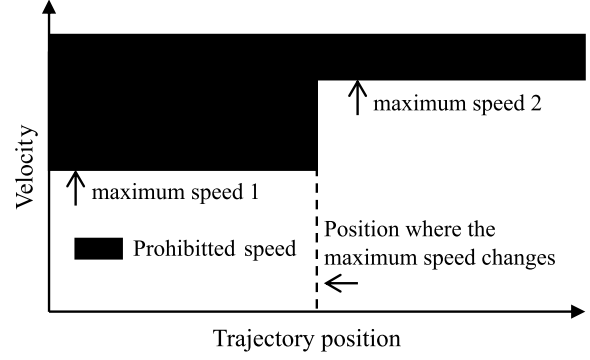 Velocity
maximum speed 2
maximum speed 1
Position where the
maximum speed changes
Prohibitted speed
Trajectory position